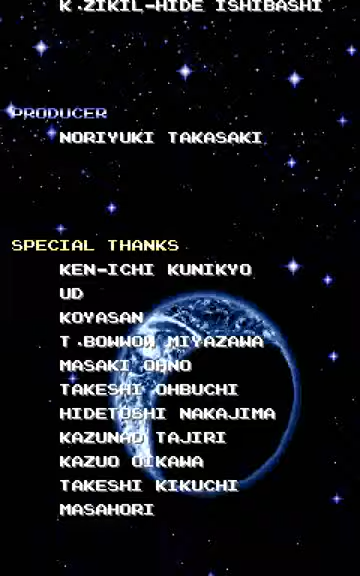 K.ZIKIL-HIDE ISHIBASHI
PRODUCER
NORIYUKI TAKASAKI
SPECIAL THANKS
KEN-ICHI KUNIKYO
UD
KOYASAN
T.BOWWOW MIYAZAWA
MASAKI OHNO
TAKESHI OHBUCHI
HIDETOSHI NAKAJIMA
KAZUNAO TAJIRI
KAZUO OIKAWA
TAKESHI KIKUCHI
MASAHORI